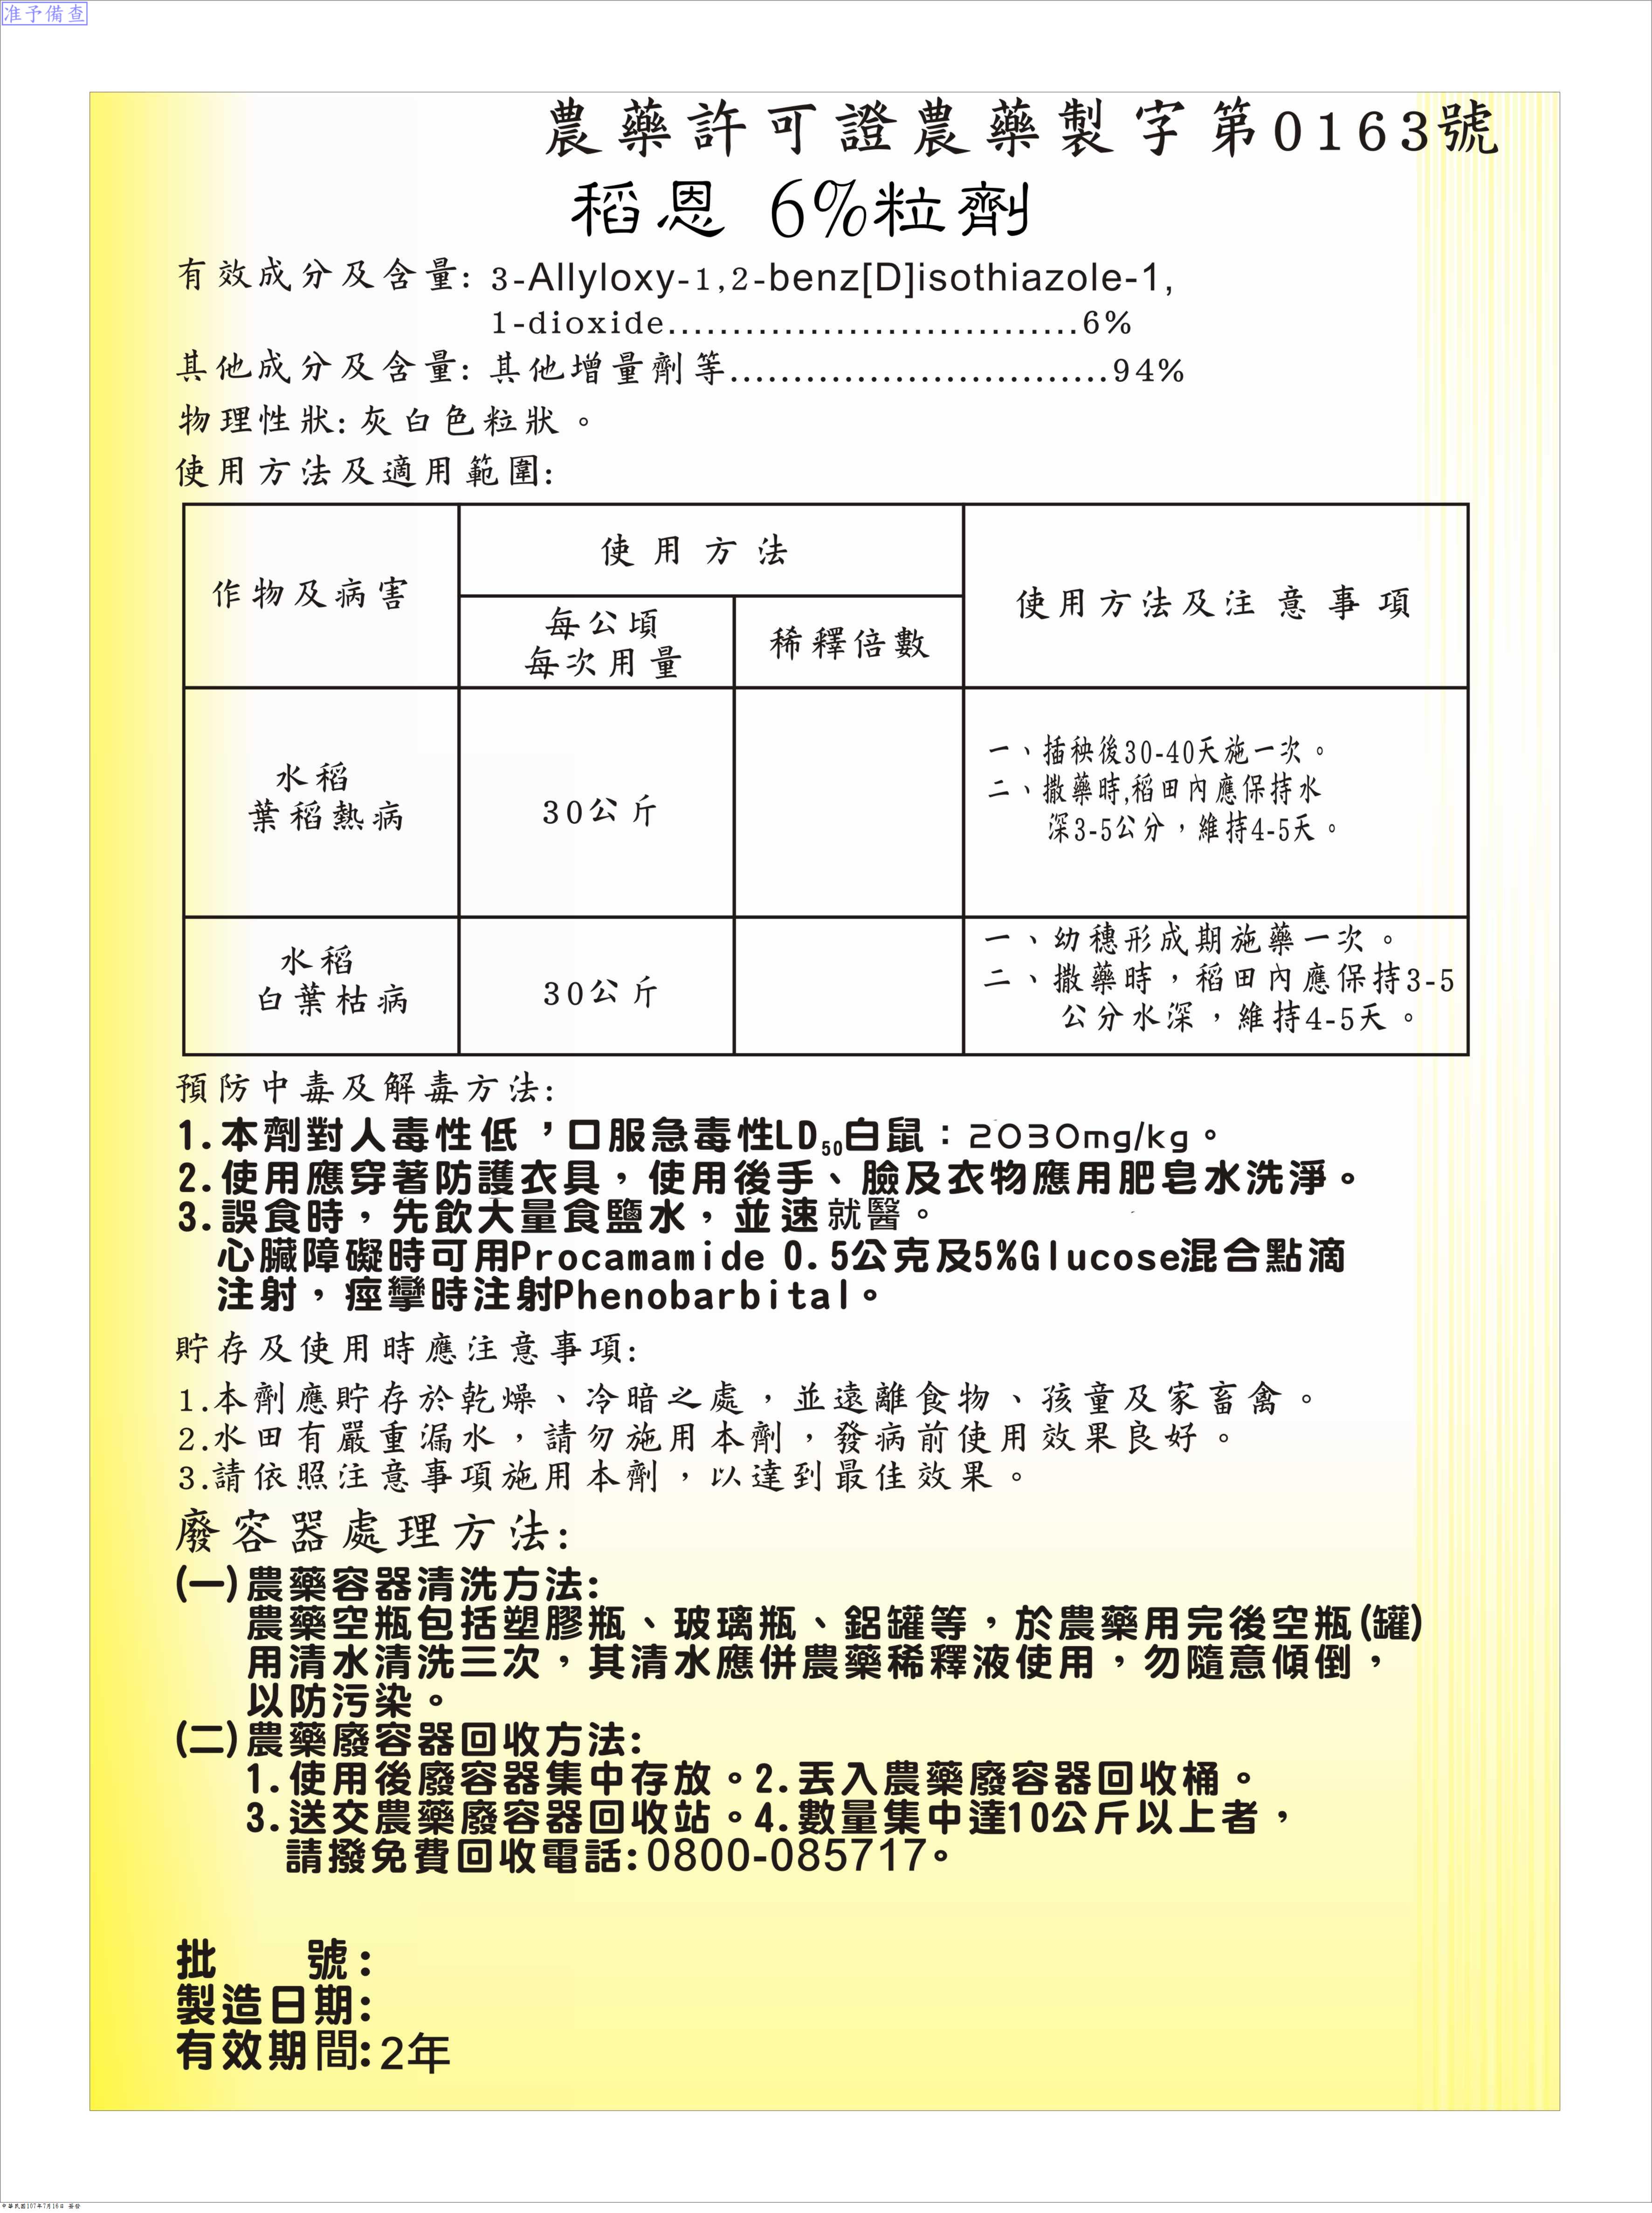 准予備查
農藥許可證農藥製字第0163號
稻恩 6%粒劑
有效成分及含量: 3-Allyloxy-1,2-benz[D]isothiazole-1,
1-dioxide................................6%
其他成分及含量: 其他增量劑等..............................94%
物理性狀: 灰白色粒狀。
使用方法及適用範圍:
作物及病害
使用方法
每公頃
每次用量
稀釋倍數
使用方法及注意事項
水稻
葉稻熱病
30公斤
一、插秧後30-40天施一次。
二、撒藥時,稻田內應保持水
深3-5公分,維持4-5天。
水稻
白葉枯病
30公斤
一、幼穗形成期施藥一次。
二、撒藥時,稻田內應保持3-5
公分水深,維持4-5天。
預防中毒及解毒方法:
1.本劑對人毒性低,口服急毒性LD50白鼠:2030mg/kg。
2.使用應穿著防護衣具,使用後手、臉及衣物應用肥皂水洗淨。
3.誤食時,先飲大量食鹽水,並速就醫。
心臟障礙時可用Procamamide 0.5公克及5%Glucose混合點滴
注射,痙攣時注射Phenobarbital。
貯存及使用時應注意事項:
1.本劑應貯存於乾燥、冷暗之處,並遠離食物、孩童及家畜禽。
2.水田有嚴重漏水,請勿施用本劑,發病前使用效果良好。
3.請依照注意事項施用本劑,以達到最佳效果。
廢容器處理方法:
(一)農藥容器清洗方法:
農藥空瓶包括塑膠瓶、玻璃瓶、鋁罐等,於農藥用完後空瓶(罐)
用清水清洗三次,其清水應併農藥稀釋液使用,勿隨意傾倒,
以防污染。
(二)農藥廢容器回收方法:
1.使用後廢容器集中存放。2.丟入農藥廢容器回收桶。
3.送交農藥廢容器回收站。4.數量集中達10公斤以上者,
請撥免費回收電話:0800-085717。
批 號:
製造日期:
有效期間:2年
中華民國107年7月16日 簽發